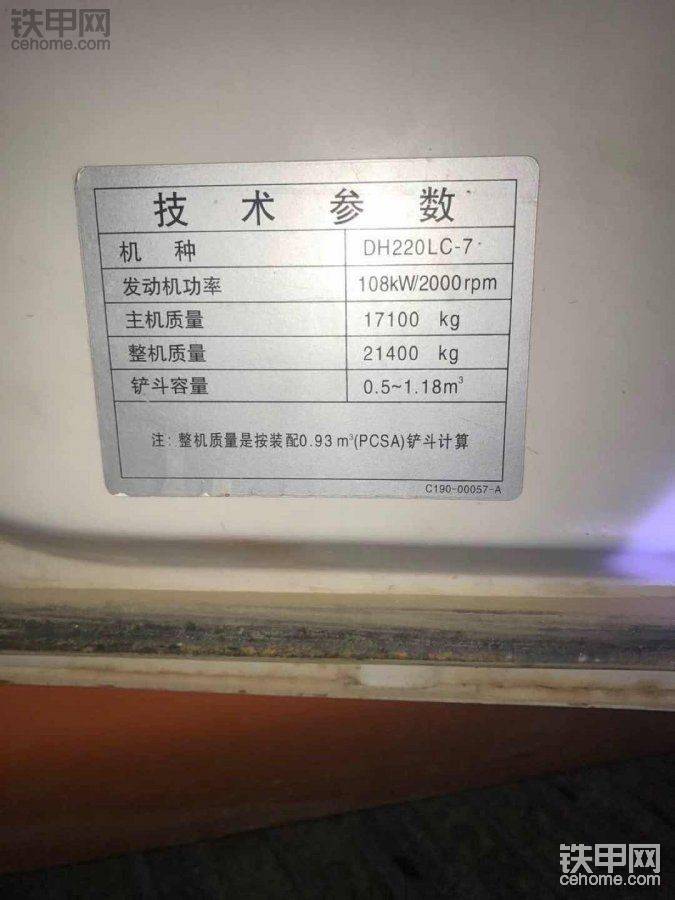 铁甲网
cehome.com
技术参数
机 种 DH220LC-7
发动机功率 108kW/2000rpm
主机质量 17100 kg
整机质量 21400 kg
铲斗容量 0.5~1.18m³
注: 整机质量是按装配0.93m³(PCSA)铲斗计算
C190-00057-A
铁甲网
cehome.com